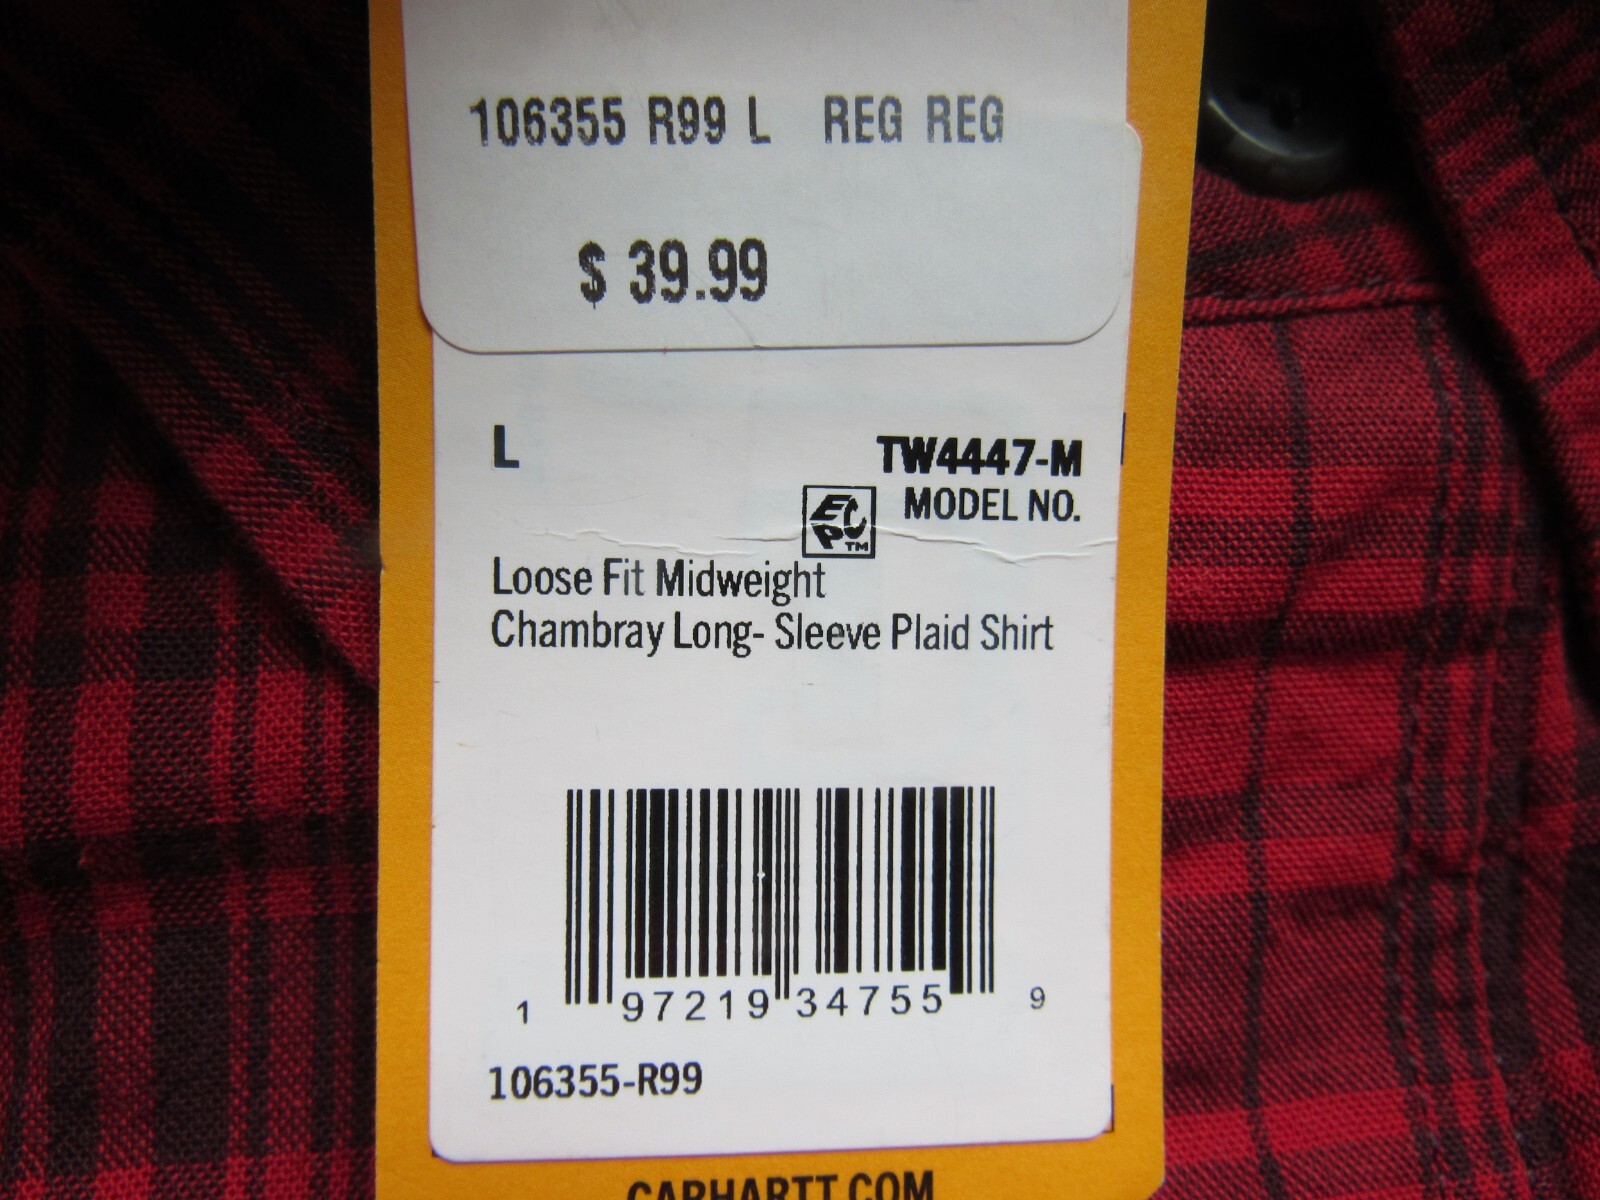 106355 R99 L REG REG
$ 39.99
L
TW4447-M
MODEL NO.
ECPU™
Loose Fit Midweight
Chambray Long- Sleeve Plaid Shirt
1 97219 34755 9
106355-R99
CARHARTT.COM